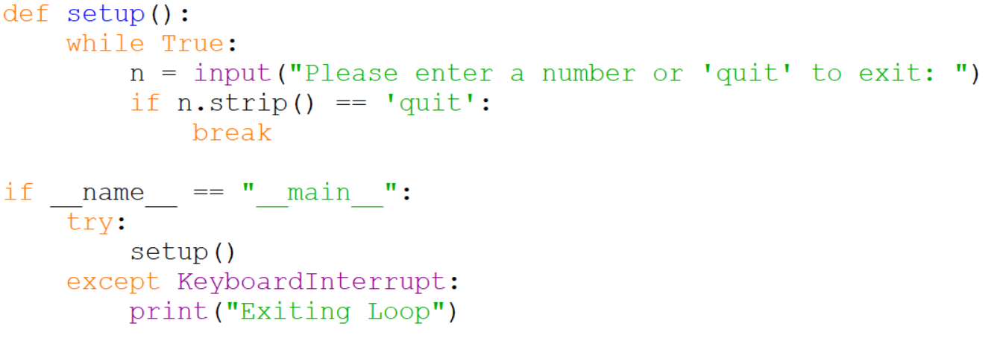 def setup():
    while True:
        n = input("Please enter a number or 'quit' to exit: ")
        if n.strip() == 'quit':
            break

if __name__ == "__main__":
    try:
        setup()
    except KeyboardInterrupt:
        print("Exiting Loop")